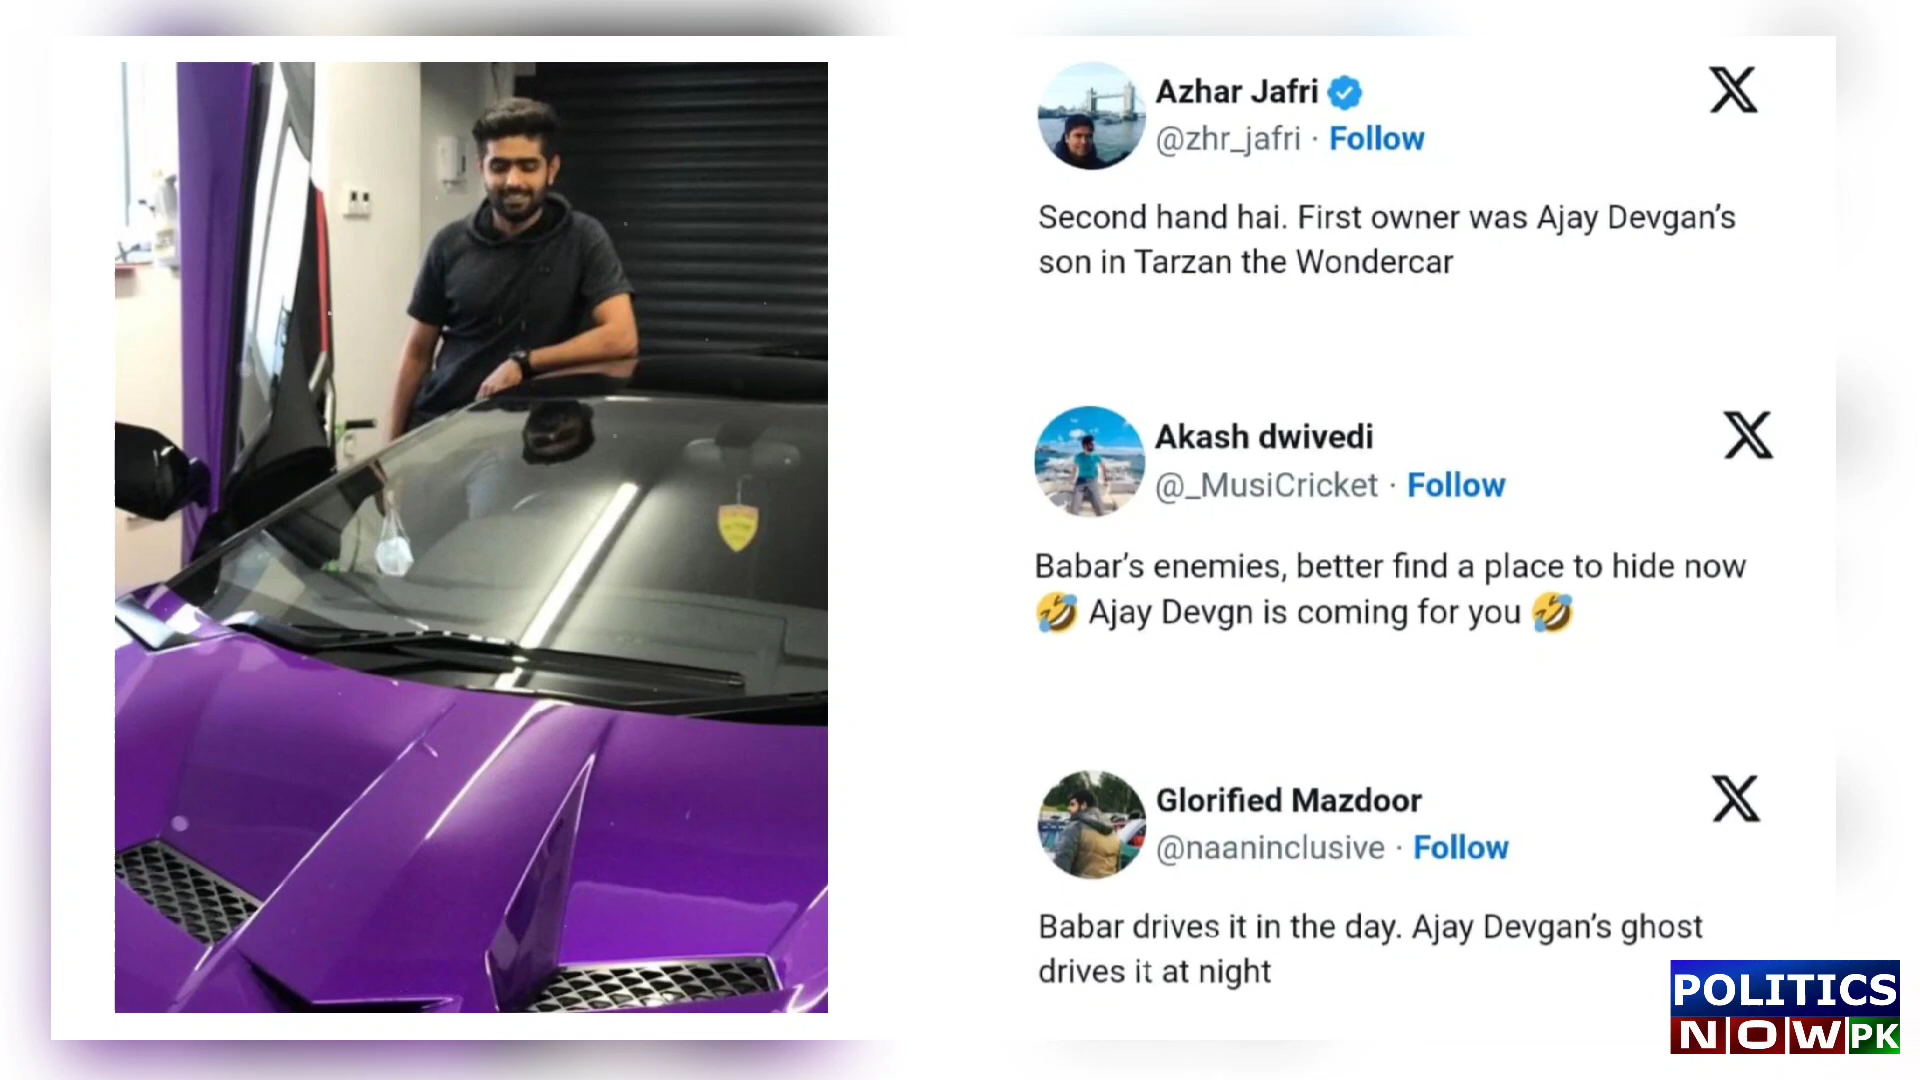 Azhar Jafri
@zhr_jafri · Follow
Second hand hai. First owner was Ajay Devgan’s
son in Tarzan the Wondercar
Akash dwivedi
@_MusiCricket · Follow
Babar’s enemies, better find a place to hide now
🤣 Ajay Devgn is coming for you 🤣
Glorified Mazdoor
@naaninclusive · Follow
Babar drives it in the day. Ajay Devgan’s ghost
drives it at night
POLITICS
NOWPK